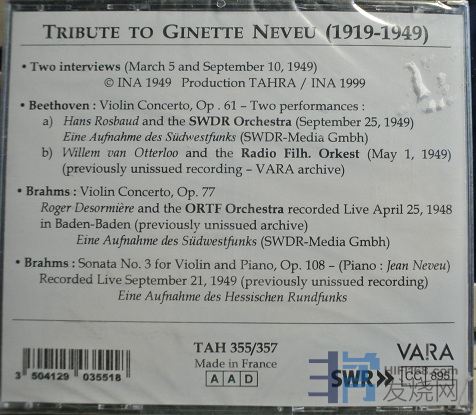 TRIBUTE TO GINETTE NEVEU (1919-1949)
• Two interviews (March 5 and September 10, 1949)
© INA 1949 Production TAHRA / INA 1999
• Beethoven : Violin Concerto, Op . 61 – Two performances :
a) Hans Rosbaud and the SWDR Orchestra (September 25, 1949)
Eine Aufnahme des Südwestfunks (SWDR-Media Gmbh)
b) Willem van Otterloo and the Radio Filh. Orkest (May 1, 1949)
(previously unissued recording – VARA archive)
• Brahms : Violin Concerto, Op. 77
Roger Desormière and the ORTF Orchestra recorded Live April 25, 1948
in Baden-Baden (previously unissued archive)
Eine Aufnahme des Südwestfunks (SWDR-Media Gmbh)
• Brahms : Sonata No. 3 for Violin and Piano, Op. 108 – (Piano : Jean Neveu)
Recorded Live September 21, 1949 (previously unissued recording)
Eine Aufnahme des Hessischen Rundfunks
3 504129 035518
TAH 355/357
Made in France
A A D
SWR
VARA
LC 895
发烧网